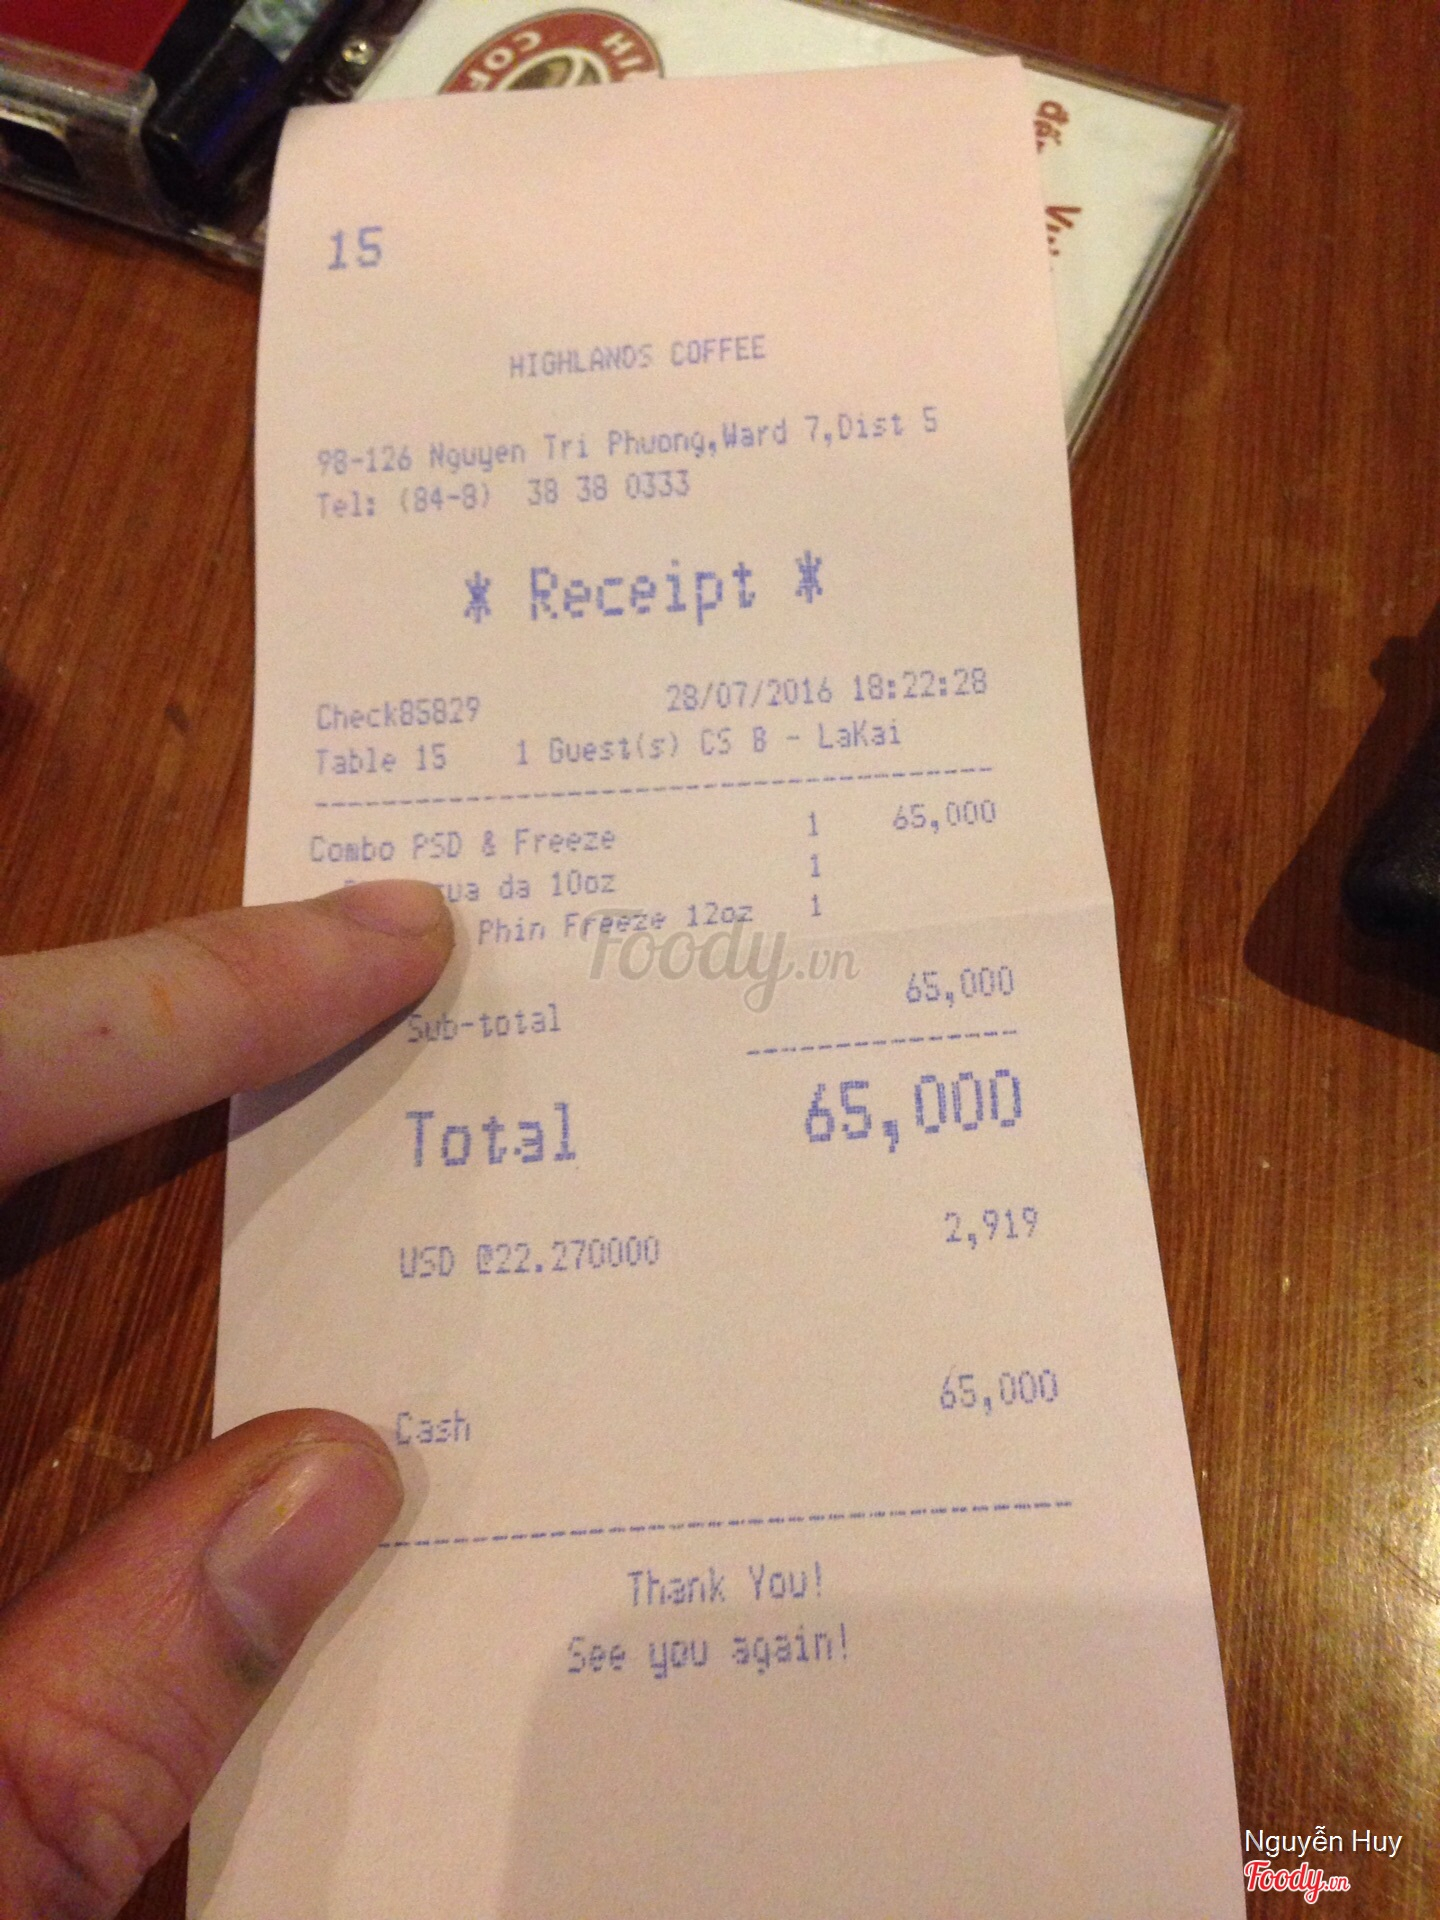 15
HIGHLANDS COFFEE
98-126 Nguyen Tri Phuong,Ward 7,Dist 5
Tel: (84-8) 38 38 0333
* Receipt *
Check85829 28/07/2016 18:22:28
Table 15 1 Guest(s) CS B - LaKai
Combo PSD & Freeze 1 65,000
da 10oz 1
Phin Freeze 12oz 1
Foody.vn
Sub-total 65,000
Total 65,000
USD @22.270000 2,919
Cash 65,000
Thank You!
See you again!
Nguyễn Huy
Foody.vn